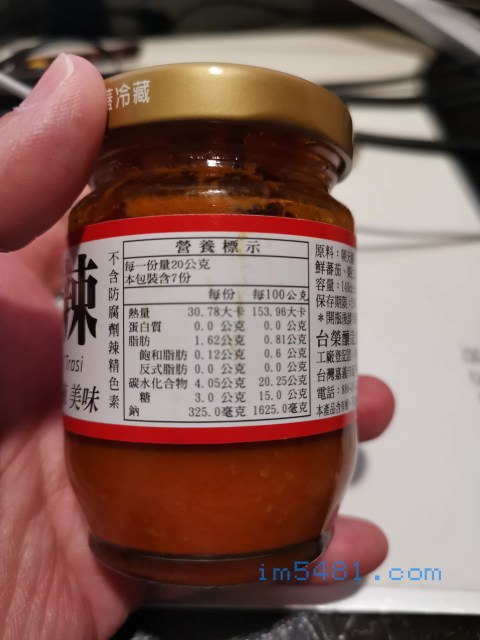 冷藏
辣
Tirosi
美味
不含防腐劑辣精色素
營養標示
每一份量20公克
本包裝含7份
每份 每100公克
熱量 30.78大卡 153.96大卡
蛋白質 0.0 公克 0.0 公克
脂肪 1.62公克 0.81公克
飽和脂肪 0.12公克 0.6 公克
反式脂肪 0.0 公克 0.0 公克
碳水化合物 4.05公克 20.25公克
糖 3.0 公克 15.0 公克
鈉 325.0毫克 1625.0毫克
原料：
鮮蕃茄、
容量：
保存期限
＊開瓶後
台榮釀
工廠登記
台灣嘉義
電話：
本產品含
im5481.com